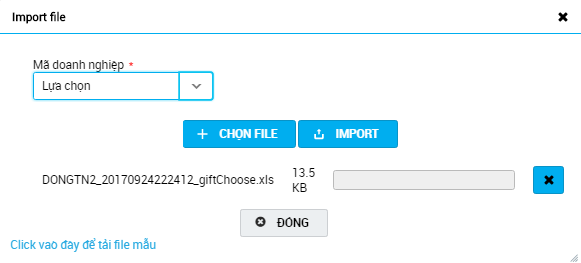 Import file
Mã doanh nghiệp *
Lựa chọn
CHỌN FILE IMPORT
DONGTN2_20170924222412_giftChoose.xls 13.5 KB
ĐÓNG
Click vao đay để tải file mẫu